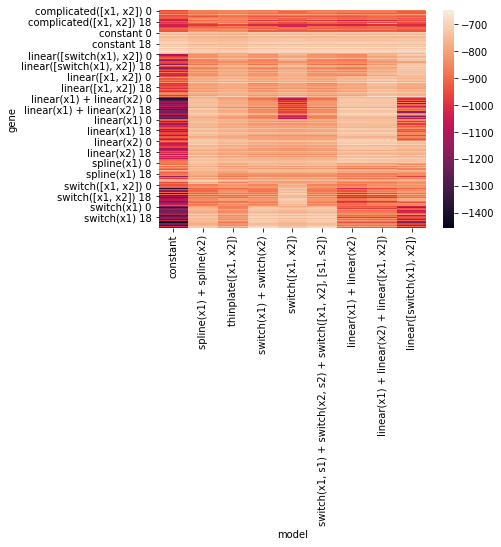 complicated([x1, x2]) 0
complicated([x1, x2]) 18
constant 0
constant 18
linear([switch(x1), x2]) 0
linear([switch(x1), x2]) 18
linear([x1, x2]) 0
linear([x1, x2]) 18
linear(x1) + linear(x2) 0
linear(x1) + linear(x2) 18
linear(x1) 0
linear(x1) 18
linear(x2) 0
linear(x2) 18
spline(x1) 0
spline(x1) 18
switch([x1, x2]) 0
switch([x1, x2]) 18
switch(x1) 0
switch(x1) 18
gene
constant
spline(x1) + spline(x2)
thinplate([x1, x2])
switch(x1) + switch(x2)
switch([x1, x2])
switch(x1, s1) + switch(x2, s2) + switch([x1, x2], [s1, s2])
linear(x1) + linear(x2)
linear(x1) + linear(x2) + linear([x1, x2])
linear([switch(x1), x2])
model
−700
−800
−900
−1000
−1100
−1200
−1300
−1400